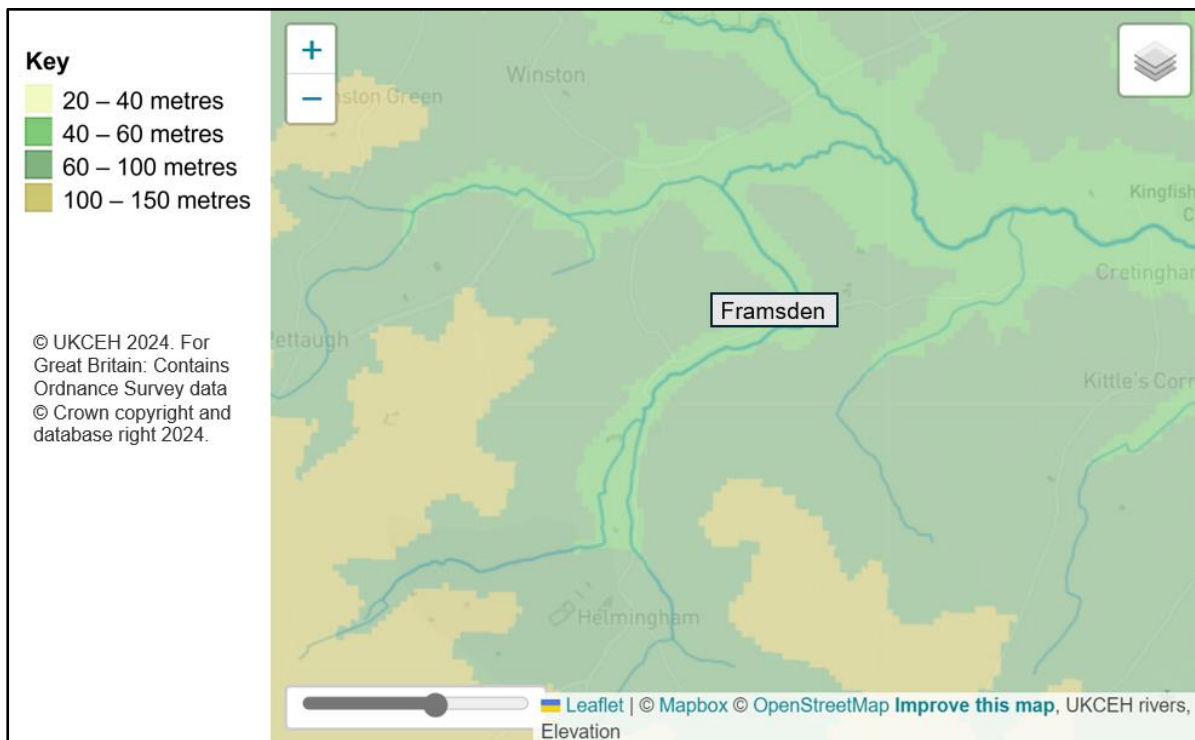 Key
20 – 40 metres
40 – 60 metres
60 – 100 metres
100 – 150 metres
© UKCEH 2024. For
Great Britain: Contains
Ordnance Survey data
© Crown copyright and
database right 2024.
+
−
Winston
nston Green
Kingfish
C
Cretingham
Framsden
Pettaugh
Kittle's Corn
Helmingham
Leaflet | © Mapbox © OpenStreetMap Improve this map, UKCEH rivers,
Elevation